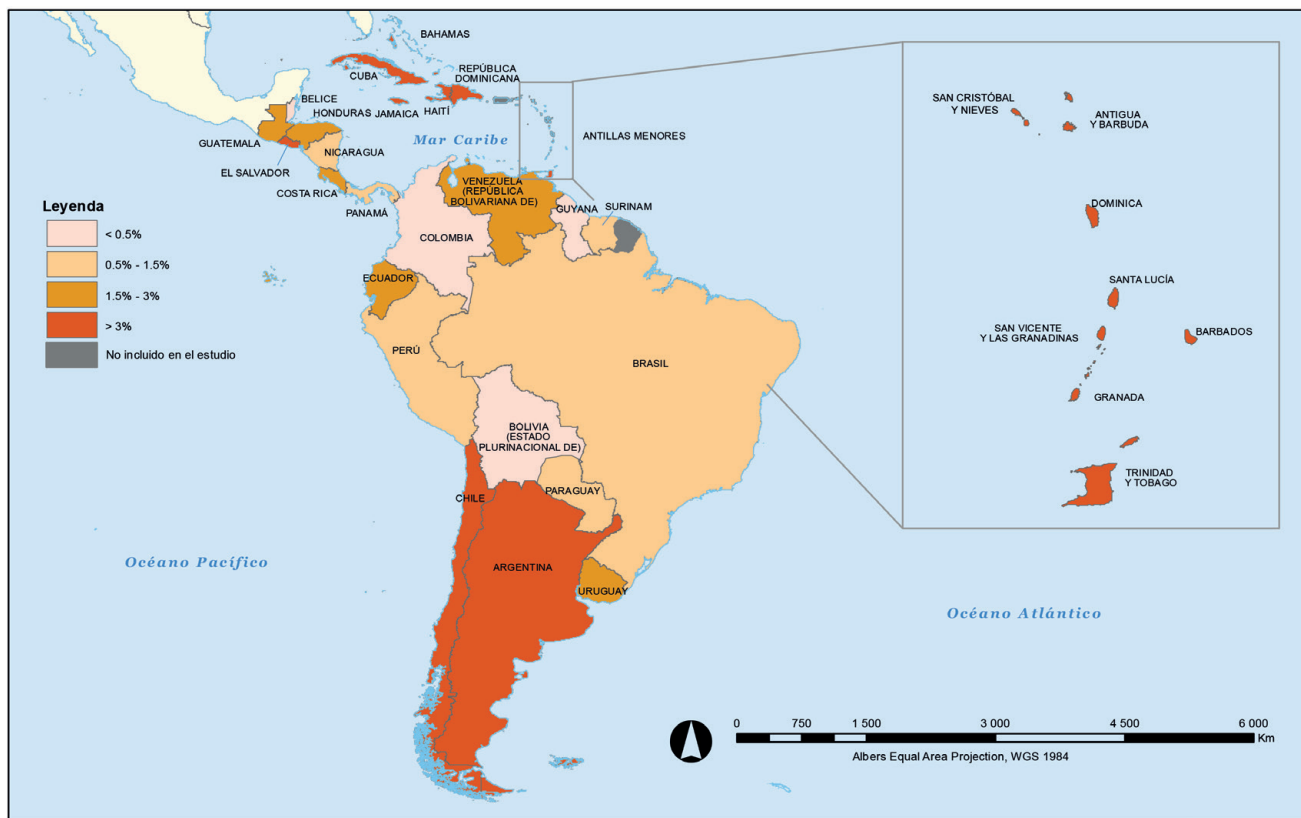 BAHAMAS
CUBA
REPÚBLICA
DOMINICANA
BELICE
HONDURAS
JAMAICA
HAITÍ
GUATEMALA
Mar Caribe
NICARAGUA
EL SALVADOR
COSTA RICA
PANAMÁ
ANTILLAS MENORES
VENEZUELA
(REPÚBLICA
BOLIVARIANA DE)
GUYANA
SURINAM
COLOMBIA
ECUADOR
PERÚ
BRASIL
BOLIVIA
(ESTADO
PLURINACIONAL DE)
PARAGUAY
CHILE
ARGENTINA
URUGUAY
Océano Pacífico
Océano Atlántico
Leyenda
< 0.5%
0.5% - 1.5%
1.5% - 3%
> 3%
No incluido en el estudio
SAN CRISTÓBAL
Y NIEVES
ANTIGUA
Y BARBUDA
DOMINICA
SANTA LUCÍA
SAN VICENTE
Y LAS GRANADINAS
BARBADOS
GRANADA
TRINIDAD
Y TOBAGO
0 750 1 500 3 000 4 500 6 000
Km
Albers Equal Area Projection, WGS 1984